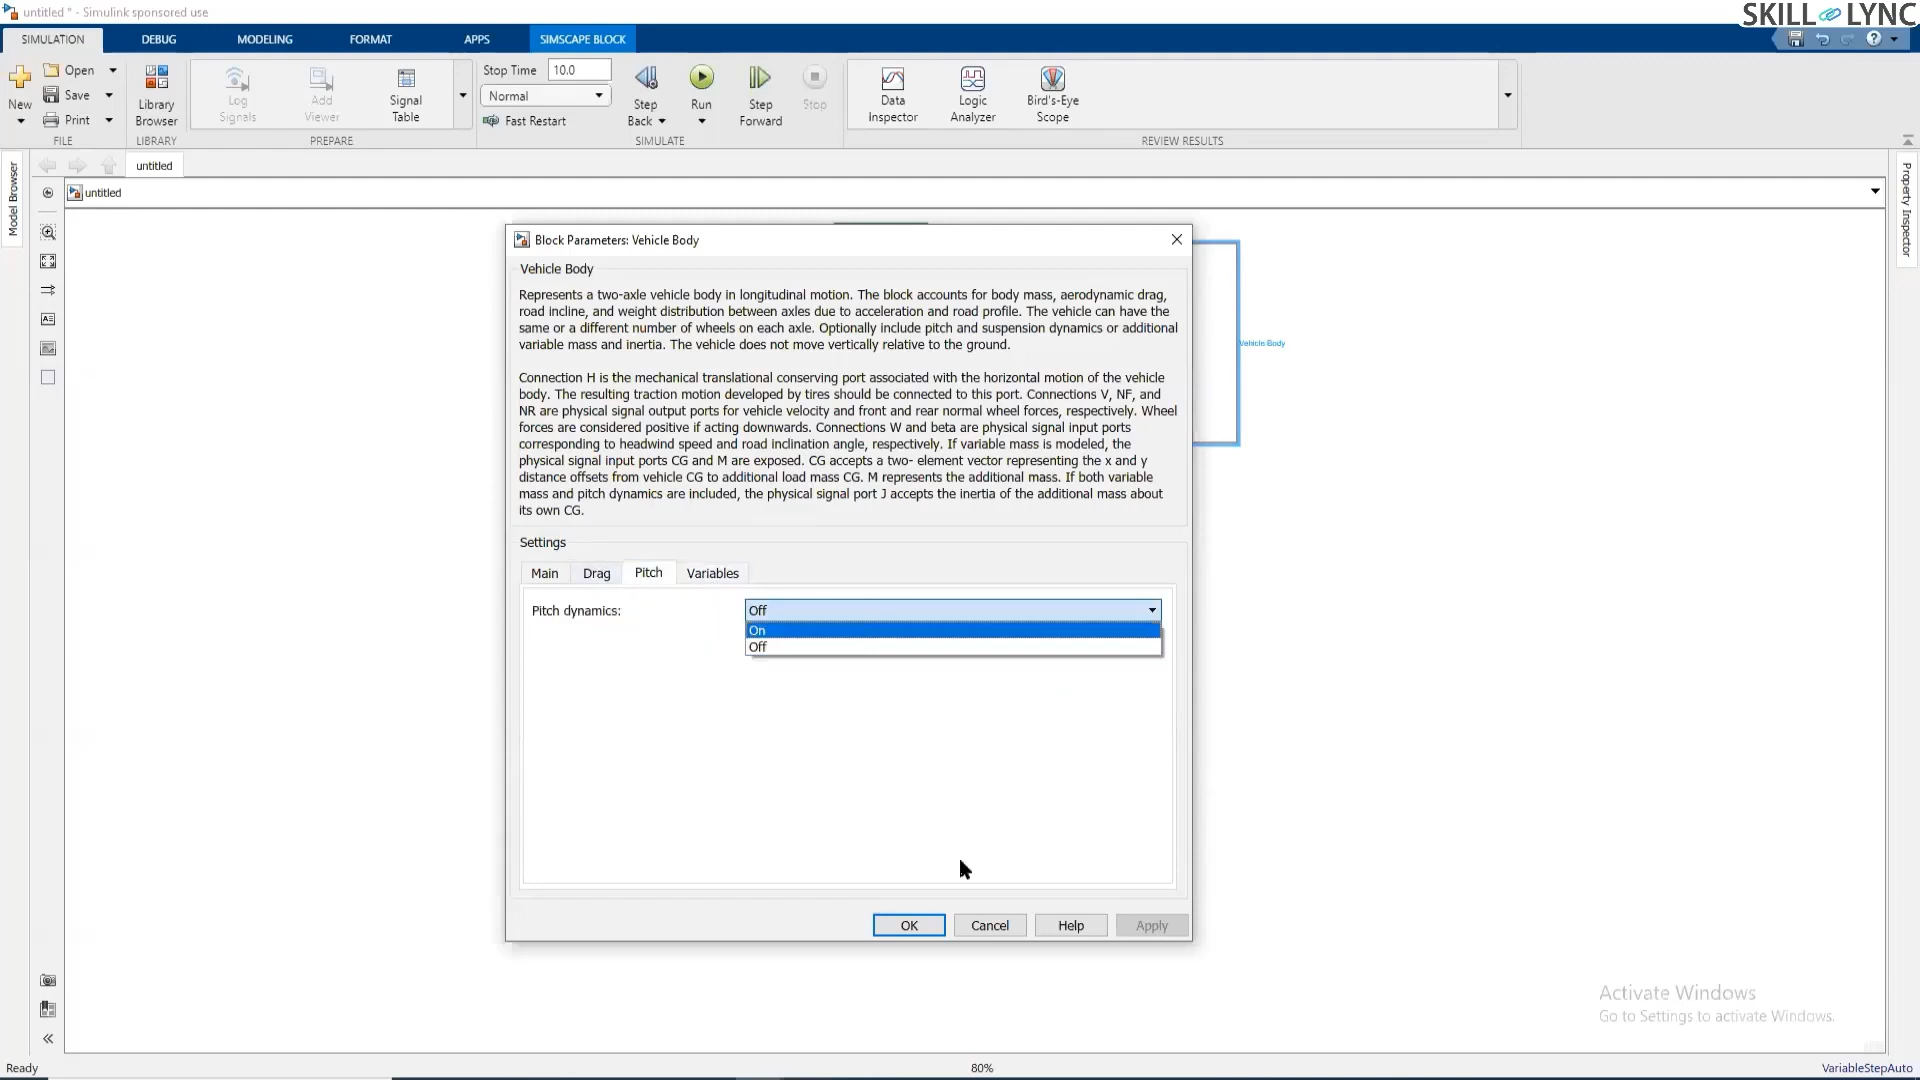 untitled * - Simulink sponsored use
SKILL LYNC
SIMULATION
DEBUG
MODELING
FORMAT
APPS
SIMSCAPE BLOCK
New
Open
Save
Print
FILE
Library
Browser
LIBRARY
Log
Signals
Add
Viewer
Signal
Table
PREPARE
Stop Time 10.0
Normal
Fast Restart
Step
Back
Run
Step
Forward
Stop
SIMULATE
Data
Inspector
Logic
Analyzer
Bird's-Eye
Scope
REVIEW RESULTS
Model Browser
untitled
untitled
Property Inspector
Block Parameters: Vehicle Body
Vehicle Body
Represents a two-axle vehicle body in longitudinal motion. The block accounts for body mass, aerodynamic drag,
road incline, and weight distribution between axles due to acceleration and road profile. The vehicle can have the
same or a different number of wheels on each axle. Optionally include pitch and suspension dynamics or additional
variable mass and inertia. The vehicle does not move vertically relative to the ground.
Connection H is the mechanical translational conserving port associated with the horizontal motion of the vehicle
body. The resulting traction motion developed by tires should be connected to this port. Connections V, NF, and
NR are physical signal output ports for vehicle velocity and front and rear normal wheel forces, respectively. Wheel
forces are considered positive if acting downwards. Connections W and beta are physical signal input ports
corresponding to headwind speed and road inclination angle, respectively. If variable mass is modeled, the
physical signal input ports CG and M are exposed. CG accepts a two- element vector representing the x and y
distance offsets from vehicle CG to additional load mass CG. M represents the additional mass. If both variable
mass and pitch dynamics are included, the physical signal port J accepts the inertia of the additional mass about
its own CG.
Settings
Main
Drag
Pitch
Variables
Pitch dynamics:
Off
On
Off
OK
Cancel
Help
Apply
Vehicle Body
Activate Windows
Go to Settings to activate Windows.
Ready
80%
VariableStepAuto